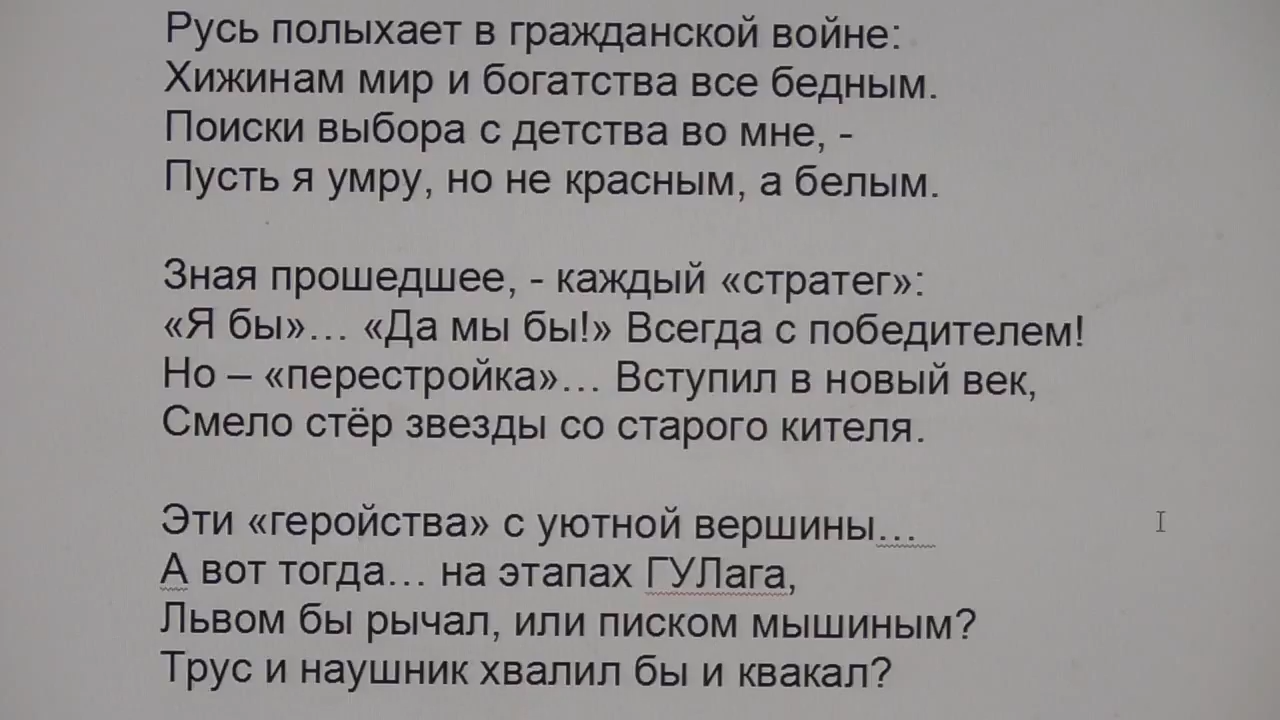 Русь полыхает в гражданской войне:
Хижинам мир и богатства все бедным.
Поиски выбора с детства во мне, -
Пусть я умру, но не красным, а белым.
Зная прошедшее, - каждый «стратег»:
«Я бы»… «Да мы бы!» Всегда с победителем!
Но – «перестройка»… Вступил в новый век,
Смело стёр звезды со старого кителя.
Эти «геройства» с уютной вершины…
А вот тогда… на этапах ГУЛага,
Львом бы рычал, или писком мышиным?
Трус и наушник хвалил бы и квакал?